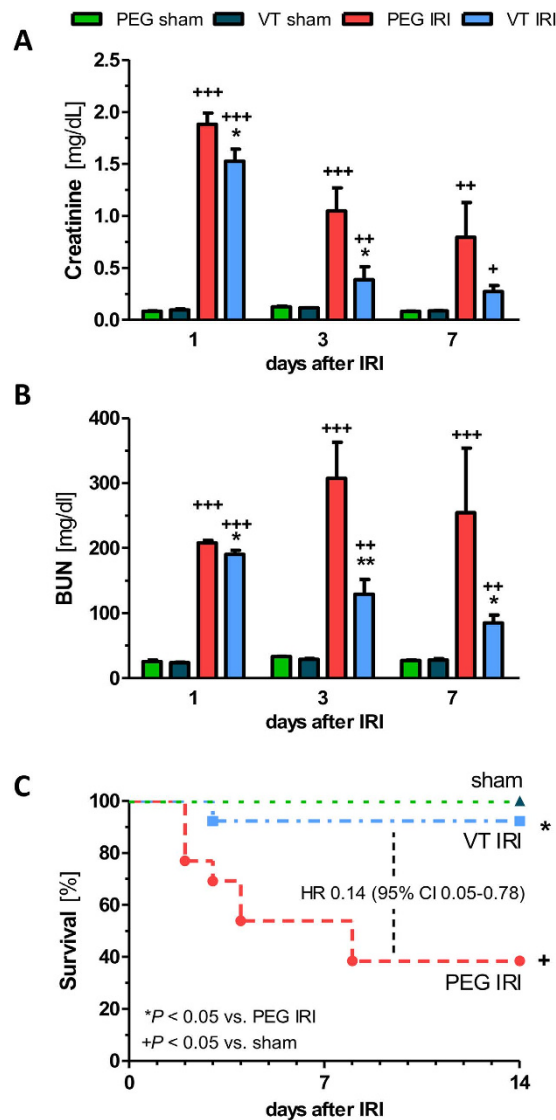 PEG sham VT sham PEG IRI VT IRI
A
Creatinine [mg/dL]
2.5
2.0
1.5
1.0
0.5
0.0
+++
+++
*
+++
++
*
++
+
1 3 7
days after IRI
B
BUN [mg/dl]
400
300
200
100
0
+++
+++
*
+++
++
**
+++
++
*
1 3 7
days after IRI
C
Survival [%]
100
80
60
40
20
0
sham
VT IRI
*
HR 0.14 (95% CI 0.05-0.78)
PEG IRI
+
*P < 0.05 vs. PEG IRI
+P < 0.05 vs. sham
0 7 14
days after IRI